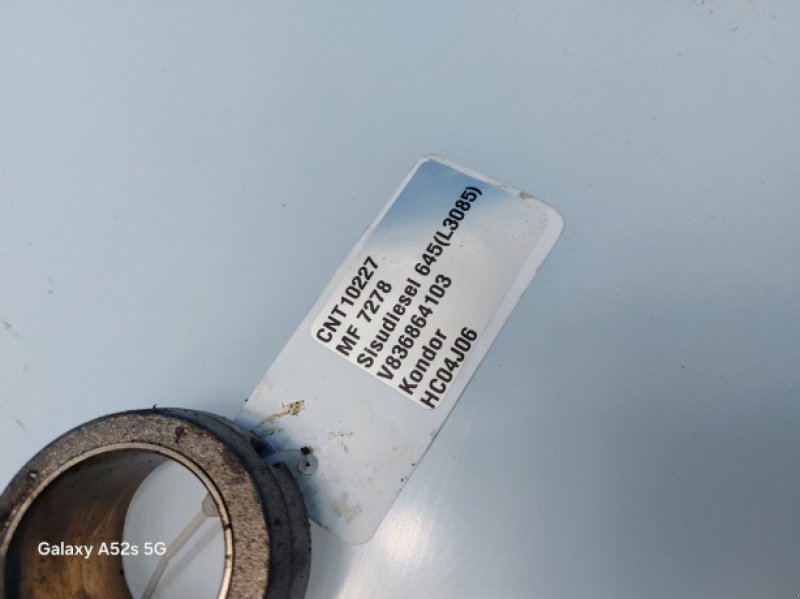 CNT10227
MF 7278
Sisudiesel 645(L3085)
V836864103
Kondor
HC04J06
Galaxy A52s 5G